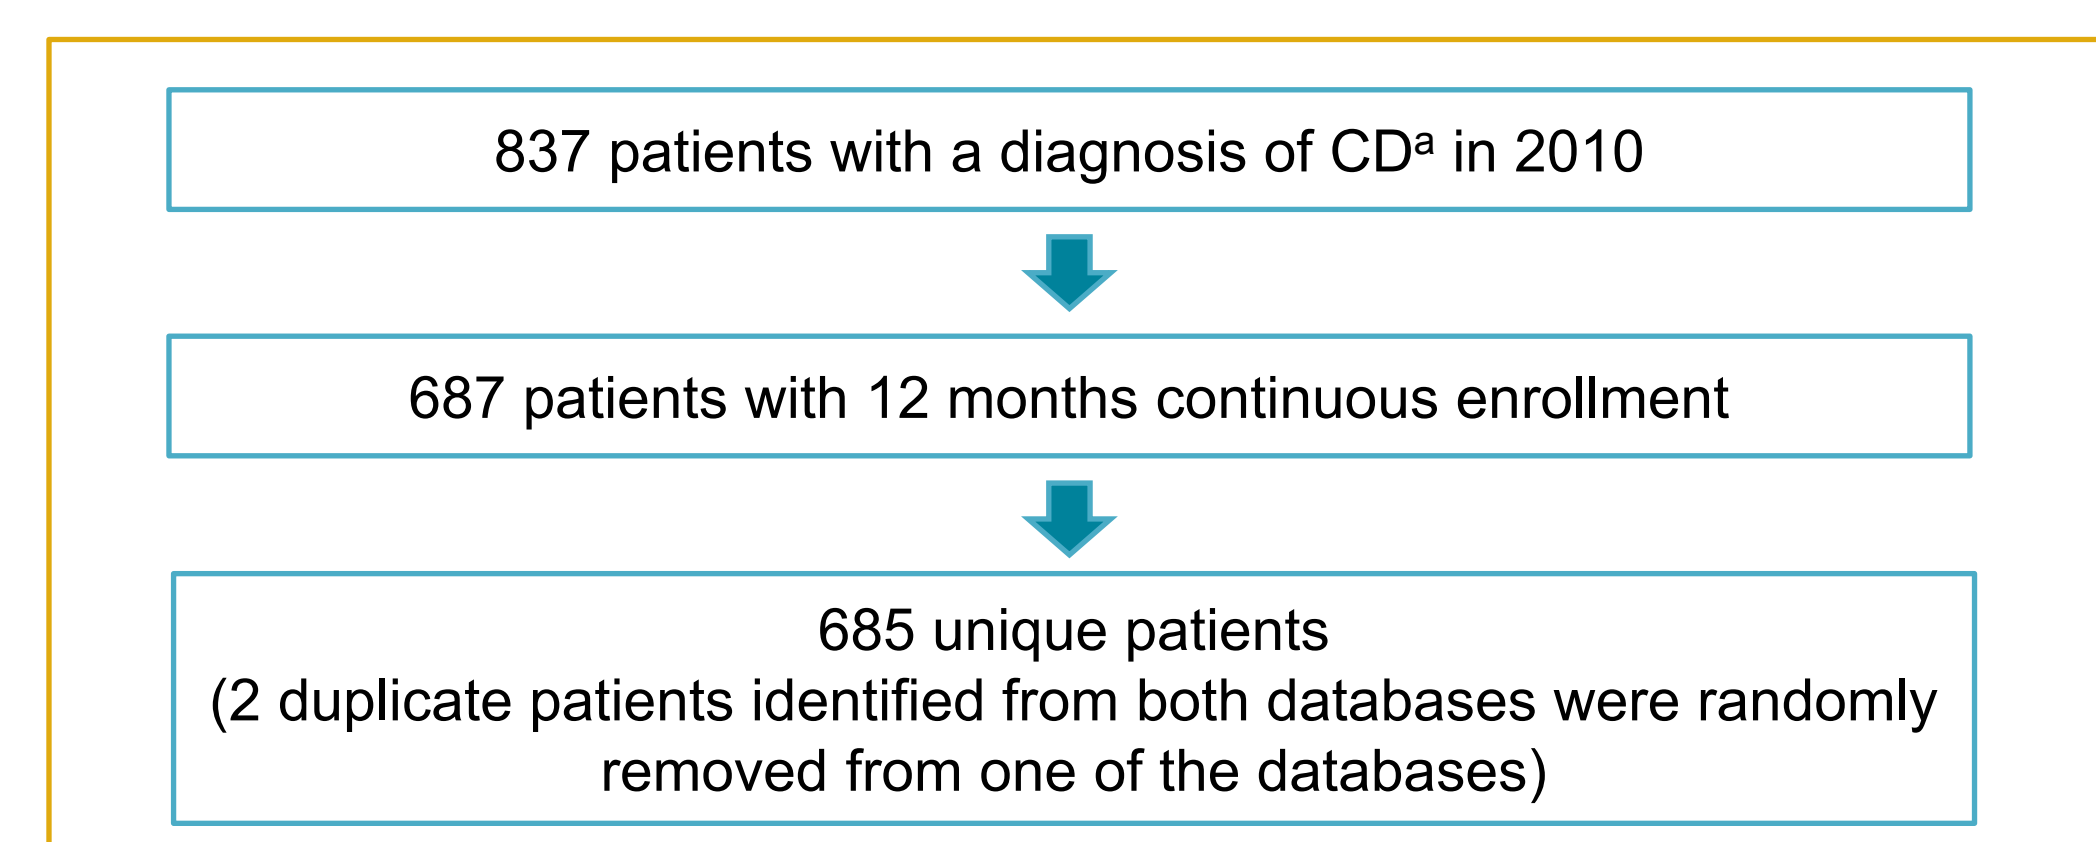 837 patients with a diagnosis of CDᵃ in 2010
687 patients with 12 months continuous enrollment
685 unique patients
(2 duplicate patients identified from both databases were randomly
removed from one of the databases)